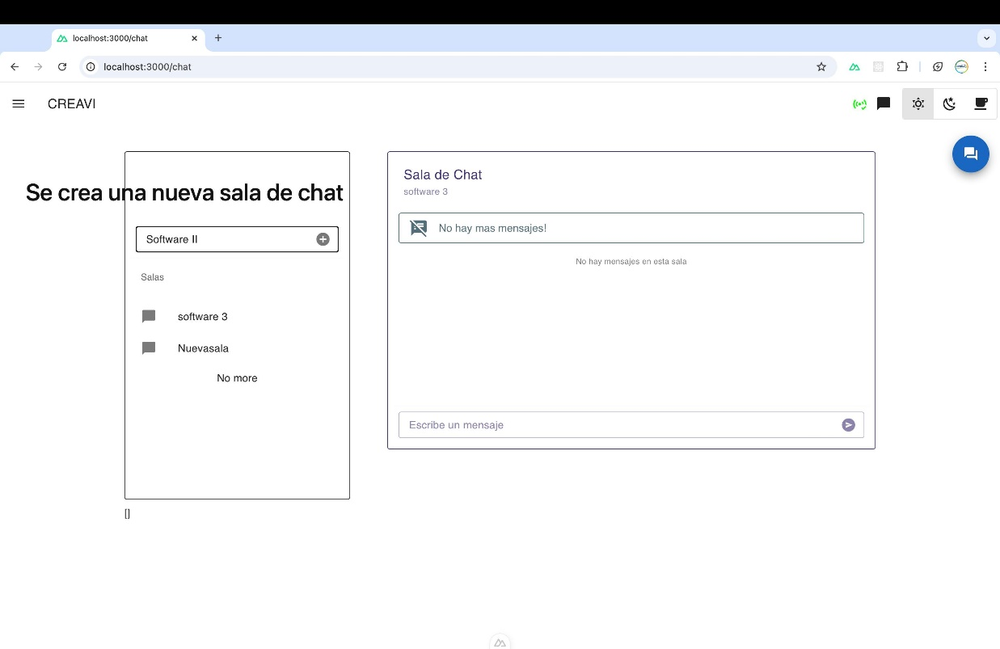 localhost:3000/chat
localhost:3000/chat
CREAVI
Se crea una nueva sala de chat
Software II
Salas
software 3
Nuevasala
No more
[]
Sala de Chat
software 3
No hay mas mensajes!
No hay mensajes en esta sala
Escribe un mensaje